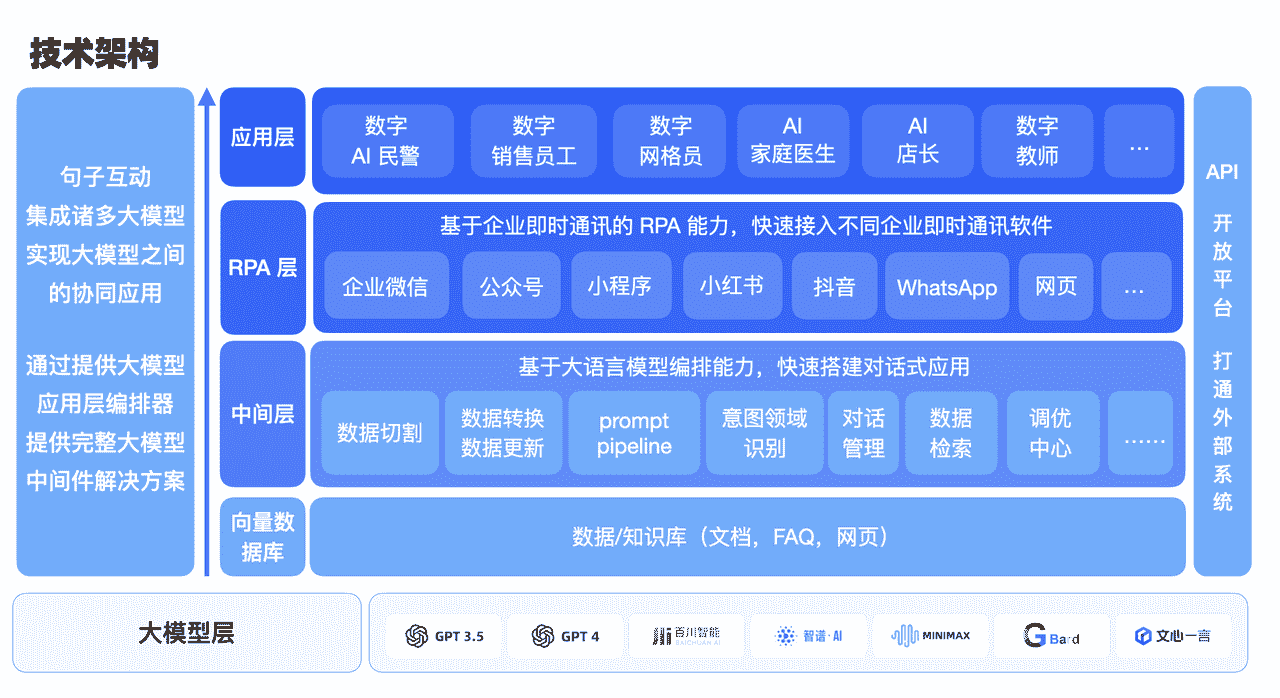 技术架构
句子互动
集成诸多大模型
实现大模型之间
的协同应用
通过提供大模型
应用层编排器
提供完整大模型
中间件解决方案
应用层
数字
AI 民警
数字
销售员工
数字
网格员
AI
家庭医生
AI
店长
数字
教师
...
RPA 层
基于企业即时通讯的 RPA 能力，快速接入不同企业即时通讯软件
企业微信
公众号
小程序
小红书
抖音
WhatsApp
网页
...
中间层
基于大语言模型编排能力，快速搭建对话式应用
数据切割
数据转换
数据更新
prompt
pipeline
意图领域
识别
对话
管理
数据
检索
调优
中心
......
向量数
据库
数据/知识库（文档，FAQ，网页）
API
开
放
平
台
打
通
外
部
系
统
大模型层
GPT 3.5
GPT 4
百川智能
BAICHUAN AI
智谱·AI
MINIMAX
G Bard
文心一言